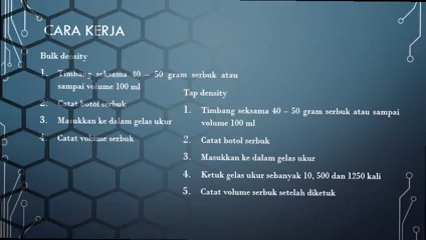 CARA KERJA
Bulk density
1. Timbang seksama 40 – 50 gram serbuk atau
sampai volume 100 ml
2. Catat botol serbuk
3. Masukkan ke dalam gelas ukur
4. Catat volume serbuk
Tap density
1. Timbang seksama 40 – 50 gram serbuk atau sampai
volume 100 ml
2. Catat botol serbuk
3. Masukkan ke dalam gelas ukur
4. Ketuk gelas ukur sebanyak 10, 500 dan 1250 kali
5. Catat volume serbuk setelah diketuk